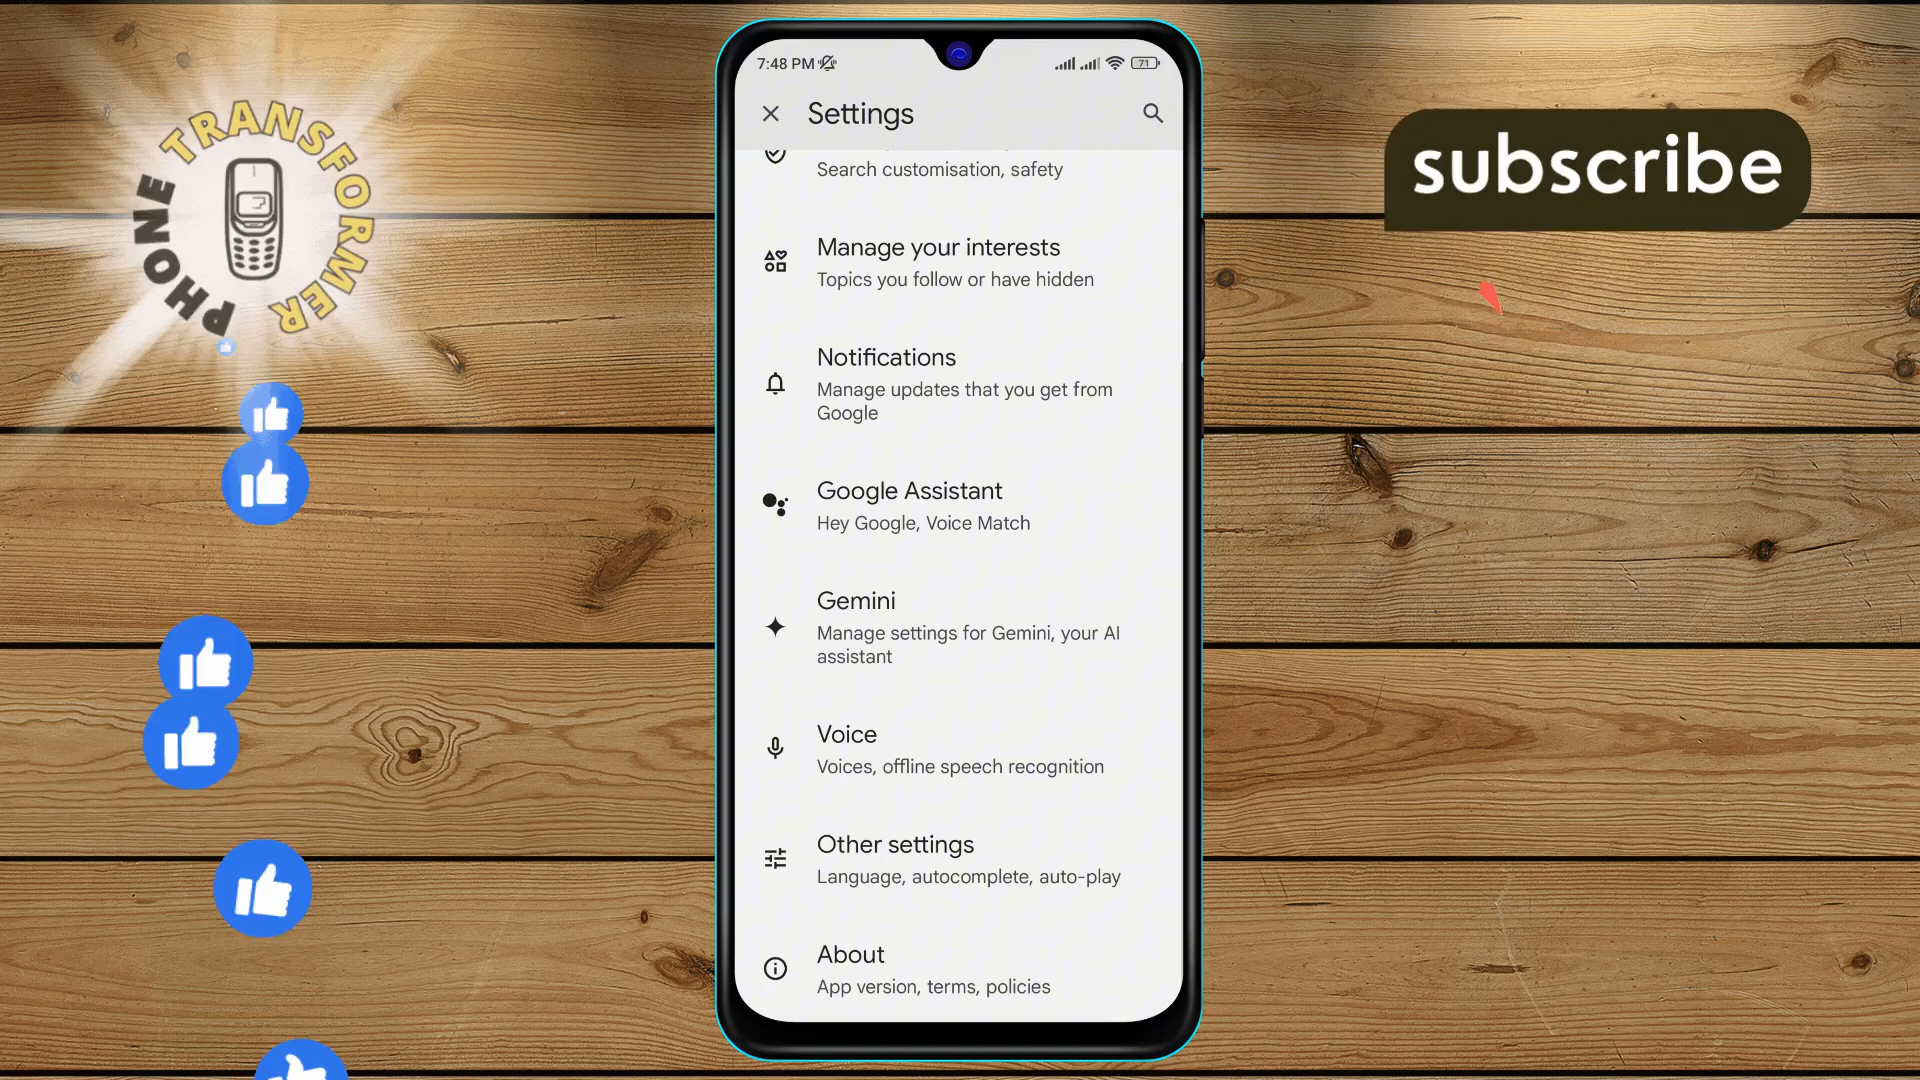 PHONE TRANSFORMER
subscribe
7:48 PM
71
Settings
Search customisation, safety
Manage your interests
Topics you follow or have hidden
Notifications
Manage updates that you get from
Google
Google Assistant
Hey Google, Voice Match
Gemini
Manage settings for Gemini, your AI
assistant
Voice
Voices, offline speech recognition
Other settings
Language, autocomplete, auto-play
About
App version, terms, policies